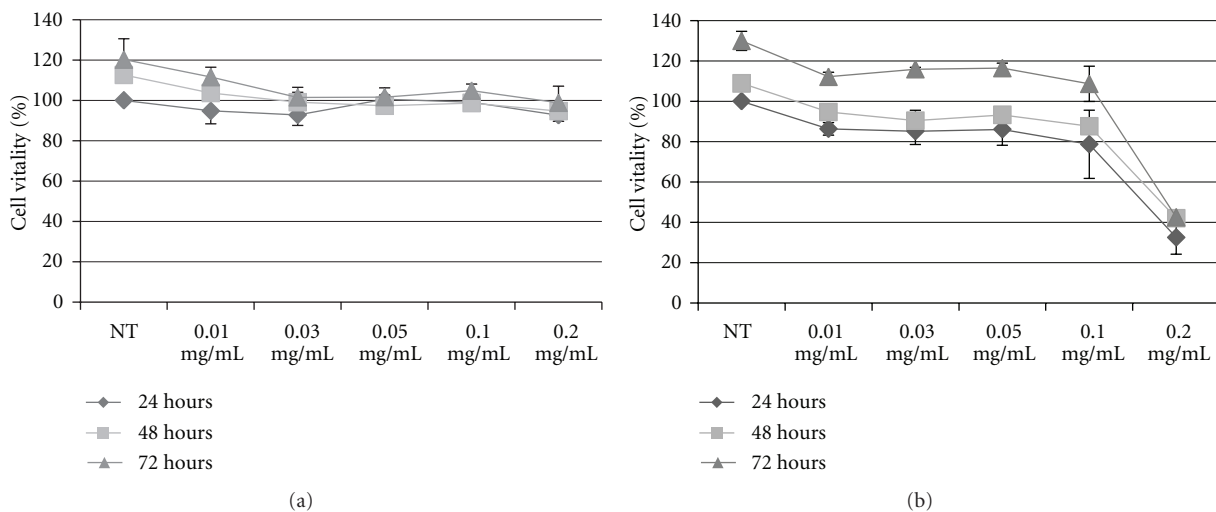 140
120
100
80
60
40
20
0
Cell vitality (%)
NT
0.01
mg/mL
0.03
mg/mL
0.05
mg/mL
0.1
mg/mL
0.2
mg/mL
24 hours
48 hours
72 hours
(a)
140
120
100
80
60
40
20
0
Cell vitality (%)
NT
0.01
mg/mL
0.03
mg/mL
0.05
mg/mL
0.1
mg/mL
0.2
mg/mL
24 hours
48 hours
72 hours
(b)